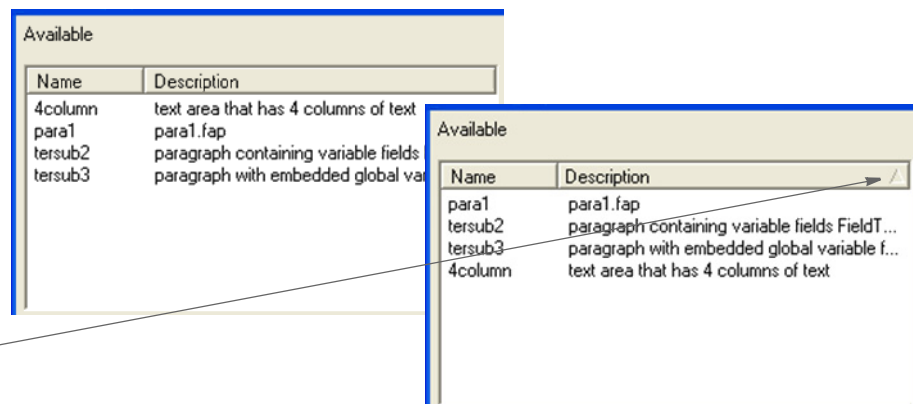 Available
Name Description
4column text area that has 4 columns of text
para1 para1.fap
tersub2 paragraph containing variable fields
tersub3 paragraph with embedded global var
Available
Name Description
para1 para1.fap
tersub2 paragraph containing variable fields FieldT...
tersub3 paragraph with embedded global variable f...
4column text area that has 4 columns of text